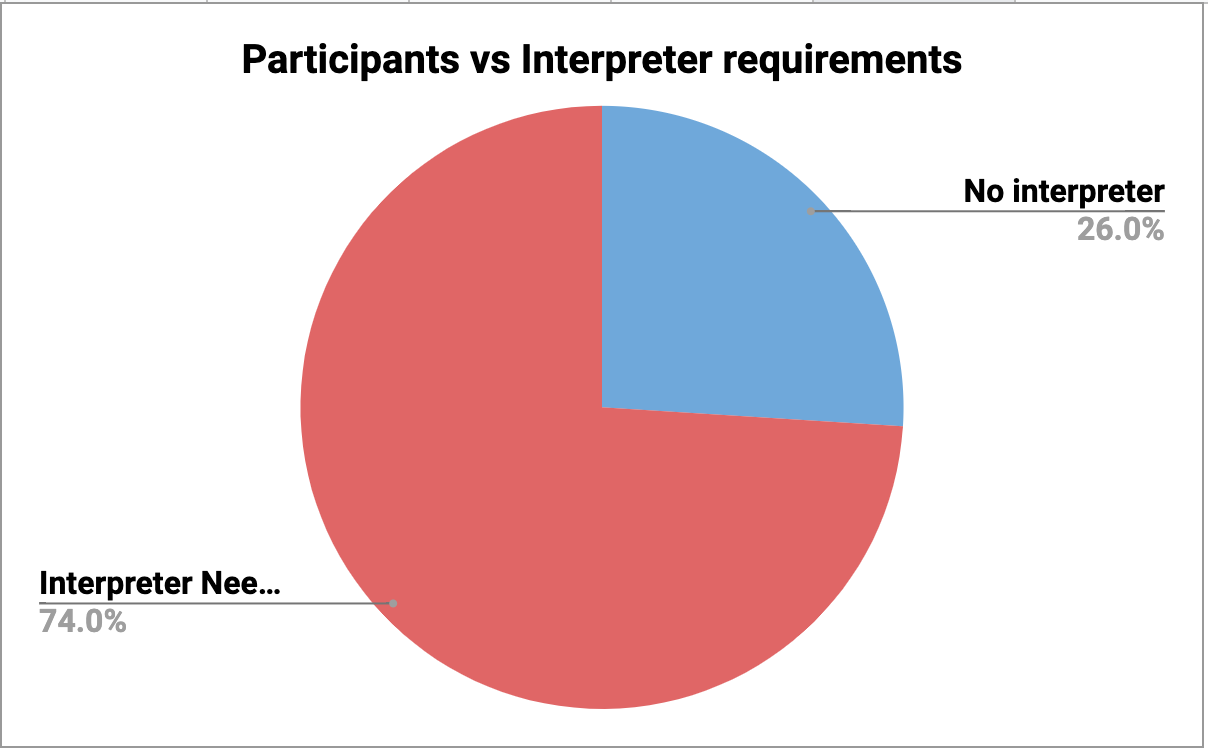 Participants vs Interpreter requirements
No interpreter
26.0%
Interpreter Nee...
74.0%